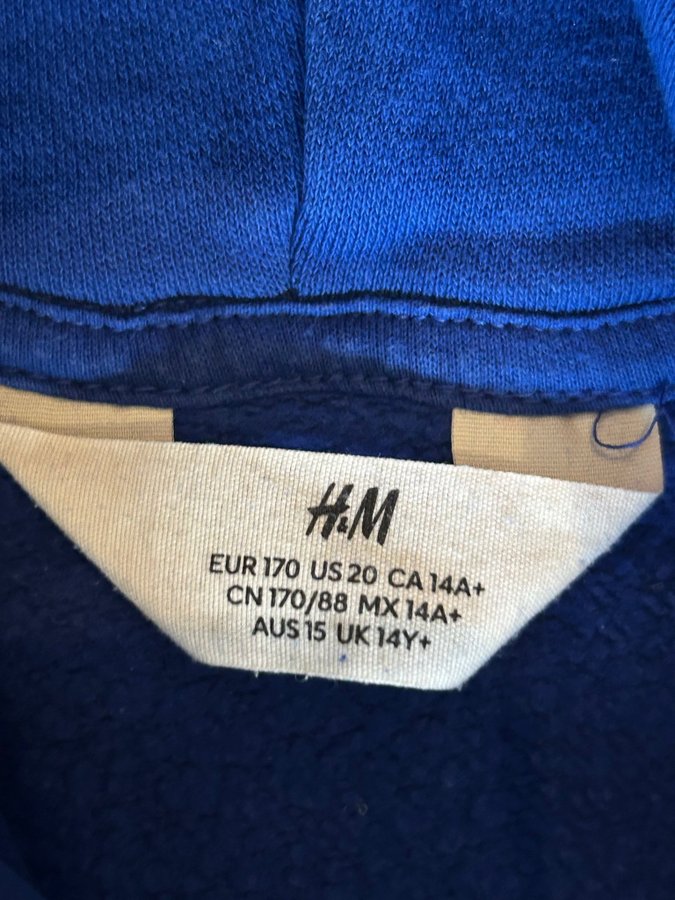 H&M
EUR 170 US 20 CA 14A+
CN 170/88 MX 14A+
AUS 15 UK 14Y+